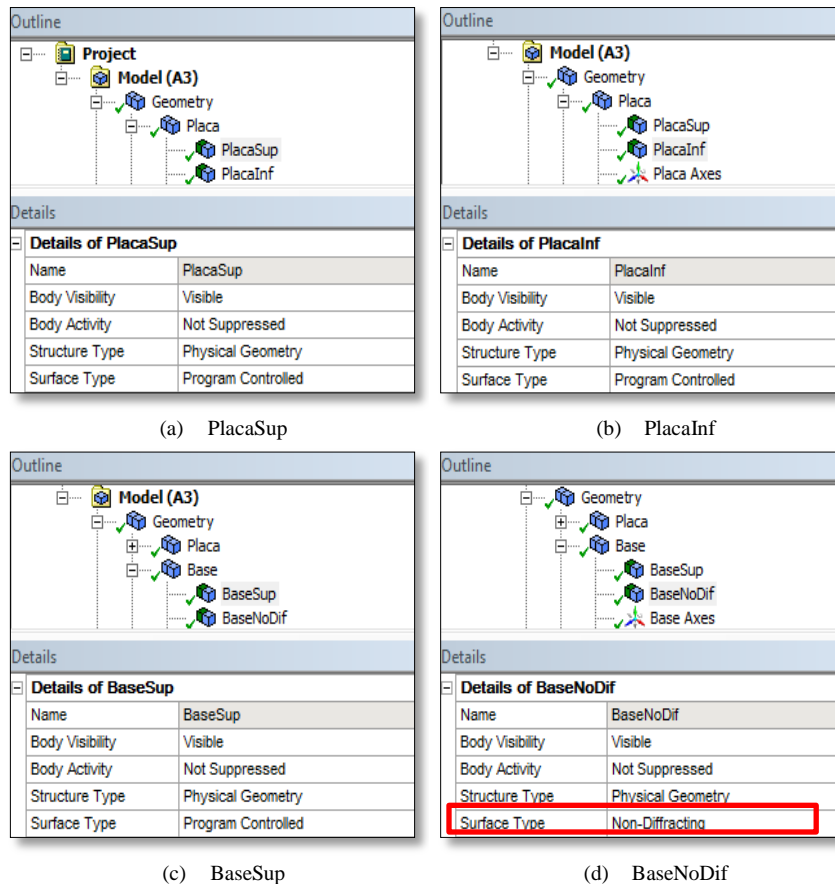 Outline
Project
Model (A3)
Geometry
Placa
PlacaSup
PlacaInf
Details
Details of PlacaSup
Name PlacaSup
Body Visibility Visible
Body Activity Not Suppressed
Structure Type Physical Geometry
Surface Type Program Controlled
(a) PlacaSup
Outline
Model (A3)
Geometry
Placa
PlacaSup
PlacaInf
Placa Axes
Details
Details of PlacaInf
Name PlacaInf
Body Visibility Visible
Body Activity Not Suppressed
Structure Type Physical Geometry
Surface Type Program Controlled
(b) PlacaInf
Outline
Model (A3)
Geometry
Placa
Base
BaseSup
BaseNoDif
Details
Details of BaseSup
Name BaseSup
Body Visibility Visible
Body Activity Not Suppressed
Structure Type Physical Geometry
Surface Type Program Controlled
(c) BaseSup
Outline
Geometry
Placa
Base
BaseSup
BaseNoDif
Base Axes
Details
Details of BaseNoDif
Name BaseNoDif
Body Visibility Visible
Body Activity Not Suppressed
Structure Type Physical Geometry
Surface Type Non-Diffracting
(d) BaseNoDif